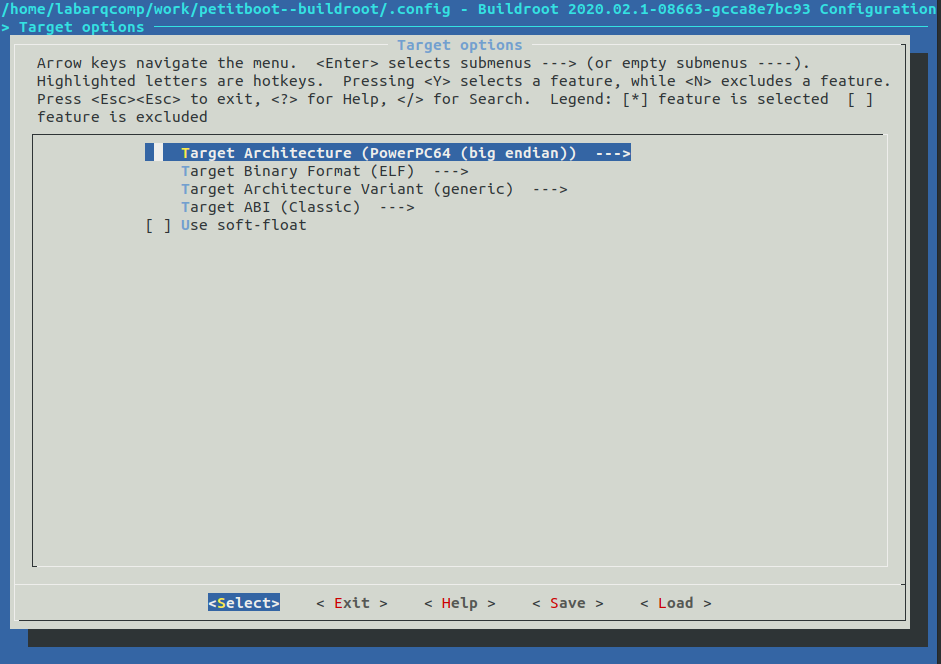 /home/labarqcomp/work/petitboot--buildroot/.config - Buildroot 2020.02.1-08663-gcca8e7bc93 Configuration
> Target options
Target options
Arrow keys navigate the menu.  <Enter> selects submenus ---> (or empty submenus ----).
Highlighted letters are hotkeys.  Pressing <Y> selects a feature, while <N> excludes a feature.
Press <Esc><Esc> to exit, <?> for Help, </> for Search.  Legend: [*] feature is selected  [ ]
feature is excluded
Target Architecture (PowerPC64 (big endian))  --->
Target Binary Format (ELF)  --->
Target Architecture Variant (generic)  --->
Target ABI (Classic)  --->
[ ] Use soft-float
<Select>    < Exit >    < Help >    < Save >    < Load >